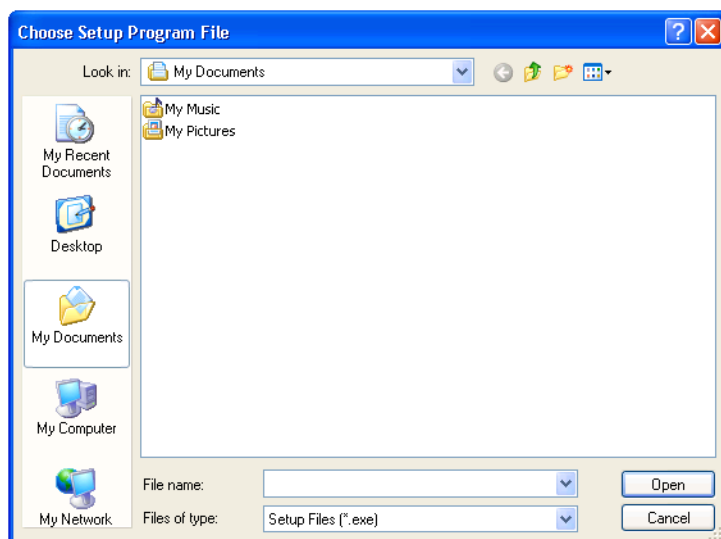 Choose Setup Program File
Look in:
My Documents
My Recent
Documents
Desktop
My Documents
My Computer
My Network
My Music
My Pictures
File name:
Open
Files of type:
Setup Files (*.exe)
Cancel